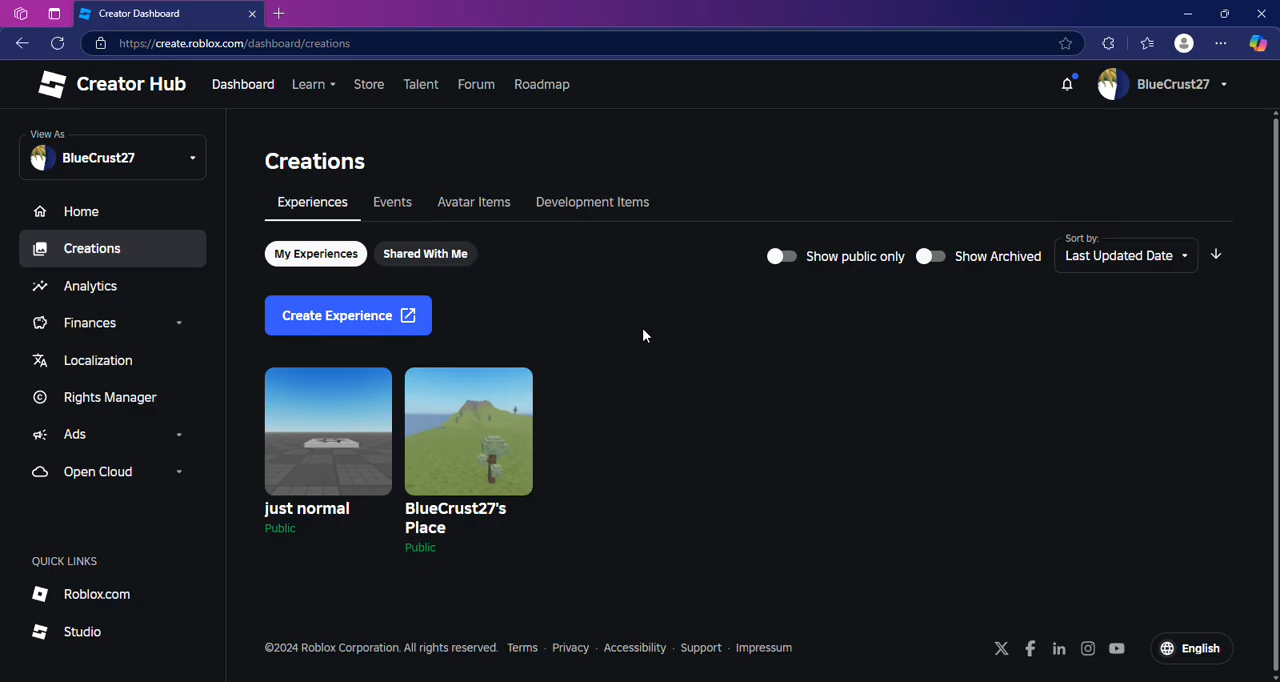 Creator Dashboard
https://create.roblox.com/dashboard/creations
Creator Hub
Dashboard
Learn
Store
Talent
Forum
Roadmap
BlueCrust27
View As
BlueCrust27
Home
Creations
Analytics
Finances
Localization
Rights Manager
Ads
Open Cloud
QUICK LINKS
Roblox.com
Studio
Creations
Experiences
Events
Avatar Items
Development Items
My Experiences
Shared With Me
Show public only
Show Archived
Sort by:
Last Updated Date
Create Experience
just normal
Public
BlueCrust27's
Place
Public
©2024 Roblox Corporation. All rights reserved.
Terms · Privacy · Accessibility · Support · Impressum
English